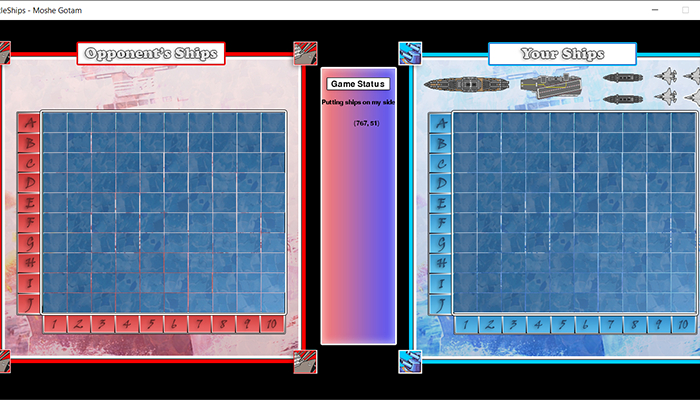 tleShips - Moshe Gotam
Opponent's Ships
Your Ships
Game Status
Putting ships on my side
(767, 51)
A
B
C
D
E
F
G
H
I
J
1 2 3 4 5 6 7 8 9 10
A
B
C
D
E
F
G
H
I
J
1 2 3 4 5 6 7 8 9 10